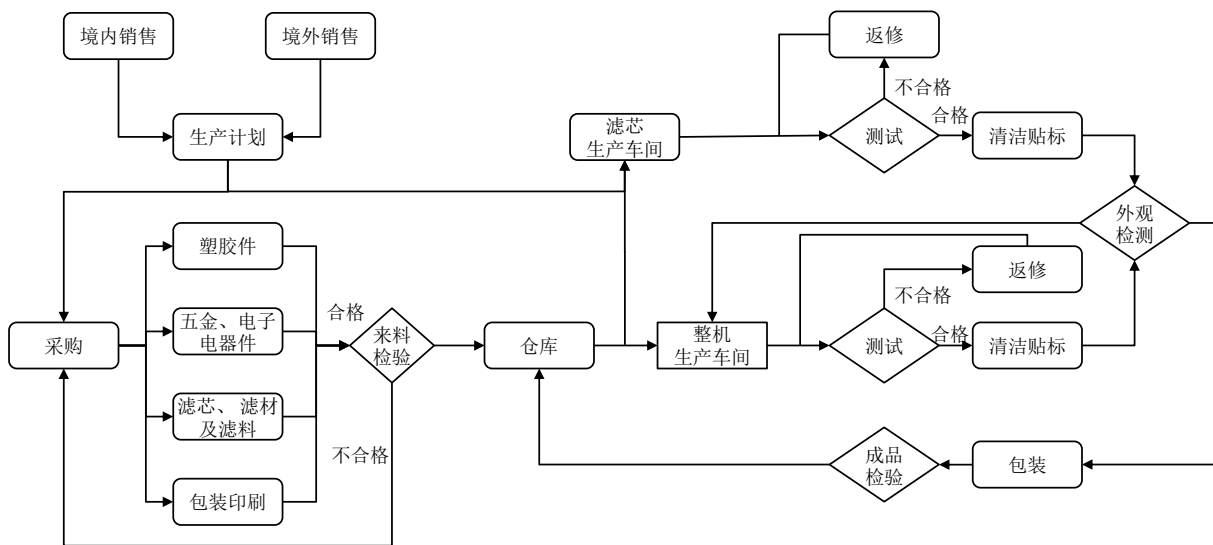 境内销售
境外销售
返修
不合格
生产计划
滤芯
生产车间
测试
合格
清洁贴标
外观
检测
塑胶件
返修
不合格
五金、电子
电器件
合格
采购
来料
检验
仓库
整机
生产车间
测试
合格
清洁贴标
滤芯、 滤材
及滤料
不合格
成品
检验
包装
包装印刷